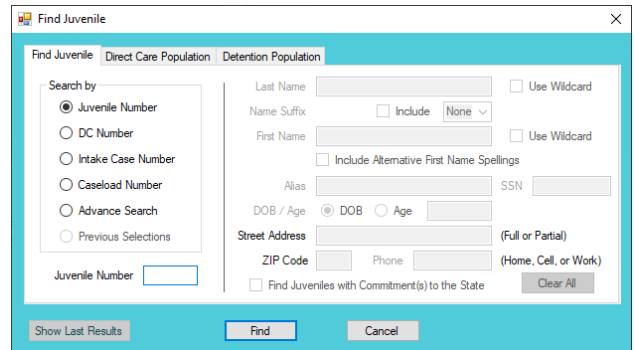 Find Juvenile
Find Juvenile Direct Care Population Detention Population
Search by
Juvenile Number
DC Number
Intake Case Number
Caseload Number
Advance Search
Previous Selections
Juvenile Number
Last Name Use Wildcard
Name Suffix Include None
First Name Use Wildcard
Include Alternative First Name Spellings
Alias SSN
DOB / Age DOB Age
Street Address (Full or Partial)
ZIP Code Phone (Home, Cell, or Work)
Find Juveniles with Commitment(s) to the State Clear All
Show Last Results Find Cancel